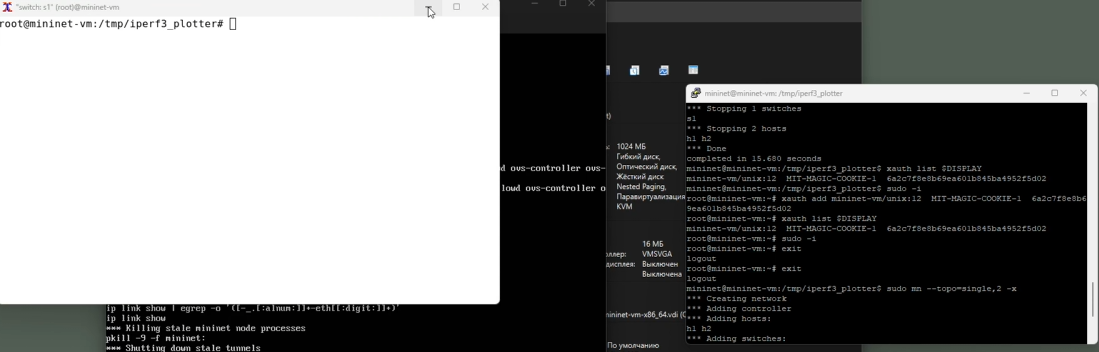 "switch: s1" (root)@mininet-vm
root@mininet-vm:/tmp/iperf3_plotter#
d ovs-controller ovs-
lowd ovs-controller o
ip link show | egrep -o '([-_.[:alnum:]]+-eth[[:digit:]]+)'
ip link show
*** Killing stale mininet node processes
pkill -9 -f mininet:
*** Shutting down stale tunnels
1024 МБ
Гибкий диск,
Оптический диск,
Жёсткий диск
Nested Paging,
Паравиртуализация
KVM
16 МБ
оллер: VMSVGA
дисплея: Выключен
Выключена
mininet-vm-x86_64.vdi (
По умолчанию
mininet@mininet-vm: /tmp/iperf3_plotter
*** Stopping 1 switches
s1
*** Stopping 2 hosts
h1 h2
*** Done
completed in 15.680 seconds
mininet@mininet-vm:/tmp/iperf3_plotter$ xauth list $DISPLAY
mininet-vm/unix:12  MIT-MAGIC-COOKIE-1  6a2c7f8e8b69ea601b845ba4952f5d02
mininet@mininet-vm:/tmp/iperf3_plotter$ sudo -i
root@mininet-vm:~# xauth add mininet-vm/unix:12  MIT-MAGIC-COOKIE-1  6a2c7f8e8b6
9ea601b845ba4952f5d02
root@mininet-vm:~# xauth list $DISPLAY
mininet-vm/unix:12  MIT-MAGIC-COOKIE-1  6a2c7f8e8b69ea601b845ba4952f5d02
root@mininet-vm:~# sudo -i
root@mininet-vm:~# exit
logout
root@mininet-vm:~# exit
logout
mininet@mininet-vm:/tmp/iperf3_plotter$ sudo mn --topo=single,2 -x
*** Creating network
*** Adding controller
*** Adding hosts:
h1 h2
*** Adding switches: